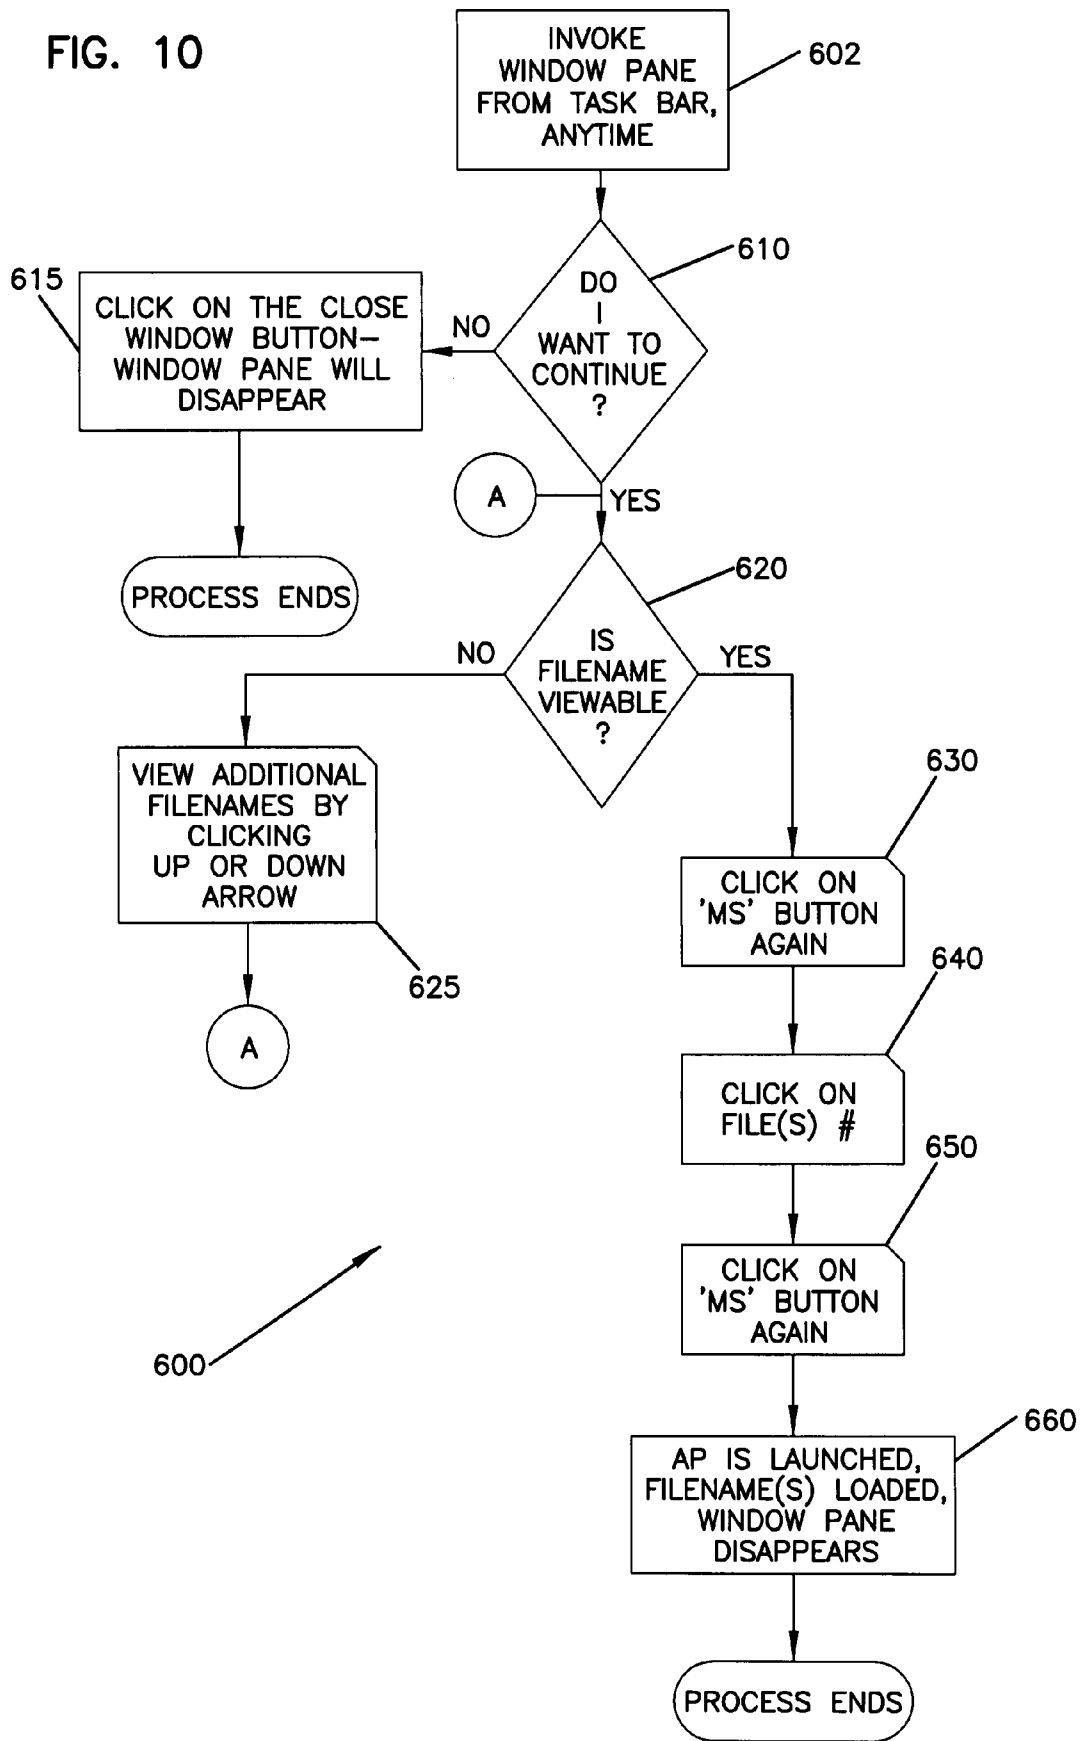 FIG. 10
INVOKE
WINDOW PANE
FROM TASK BAR,
ANYTIME
602
610
DO
I
WANT TO
CONTINUE
?
NO
615
CLICK ON THE CLOSE
WINDOW BUTTON—
WINDOW PANE WILL
DISAPPEAR
PROCESS ENDS
A
YES
620
IS
FILENAME
VIEWABLE
?
NO
YES
VIEW ADDITIONAL
FILENAMES BY
CLICKING
UP OR DOWN
ARROW
625
A
630
CLICK ON
'MS' BUTTON
AGAIN
640
CLICK ON
FILE(S) #
650
CLICK ON
'MS' BUTTON
AGAIN
600
660
AP IS LAUNCHED,
FILENAME(S) LOADED,
WINDOW PANE
DISAPPEARS
PROCESS ENDS